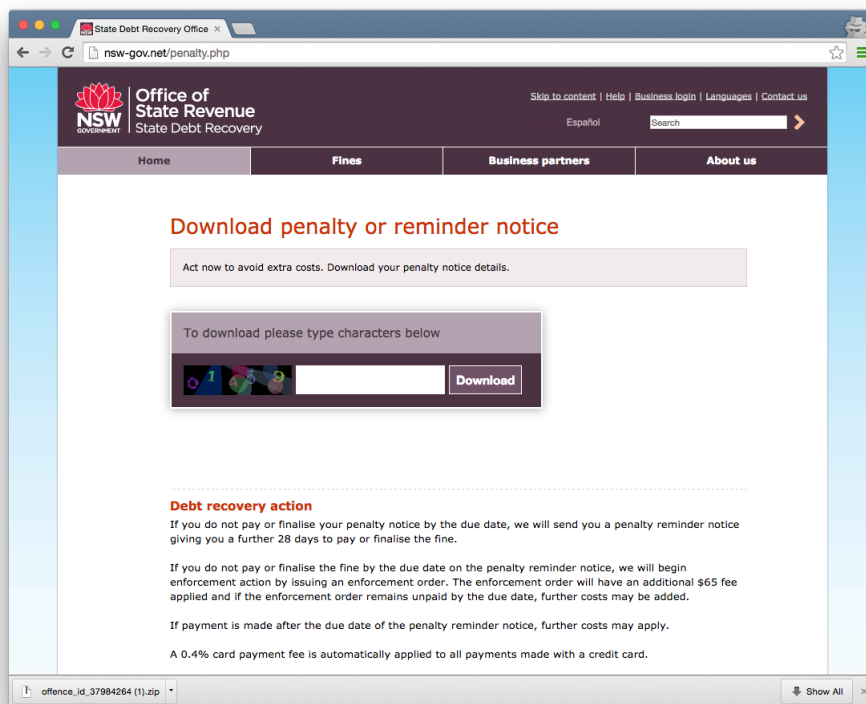 State Debt Recovery Office ×
nsw-gov.net/penalty.php
Skip to content | Help | Business login | Languages | Contact us
Office of
State Revenue
State Debt Recovery
NSW
GOVERNMENT
Español
Search
Home Fines Business partners About us
Download penalty or reminder notice
Act now to avoid extra costs. Download your penalty notice details.
To download please type characters below
Download
Debt recovery action
If you do not pay or finalise your penalty notice by the due date, we will send you a penalty reminder notice
giving you a further 28 days to pay or finalise the fine.
If you do not pay or finalise the fine by the due date on the penalty reminder notice, we will begin
enforcement action by issuing an enforcement order. The enforcement order will have an additional $65 fee
applied and if the enforcement order remains unpaid by the due date, further costs may be added.
If payment is made after the due date of the penalty reminder notice, further costs may apply.
A 0.4% card payment fee is automatically applied to all payments made with a credit card.
offence_id_37984264 (1).zip
Show All